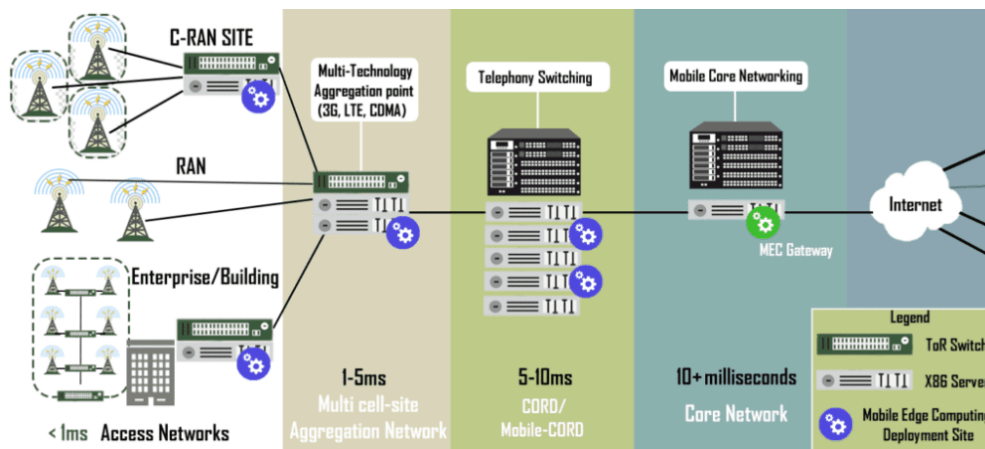 C-RAN SITE
RAN
Enterprise/Building
< 1ms Access Networks
Multi-Technology
Aggregation point
(3G, LTE, CDMA)
1-5ms
Multi cell-site
Aggregation Network
Telephony Switching
5-10ms
CORD/
Mobile-CORD
Mobile Core Networking
MEC Gateway
10+ milliseconds
Core Network
Internet
Legend
ToR Switch
X86 Server
Mobile Edge Computing
Deployment Site